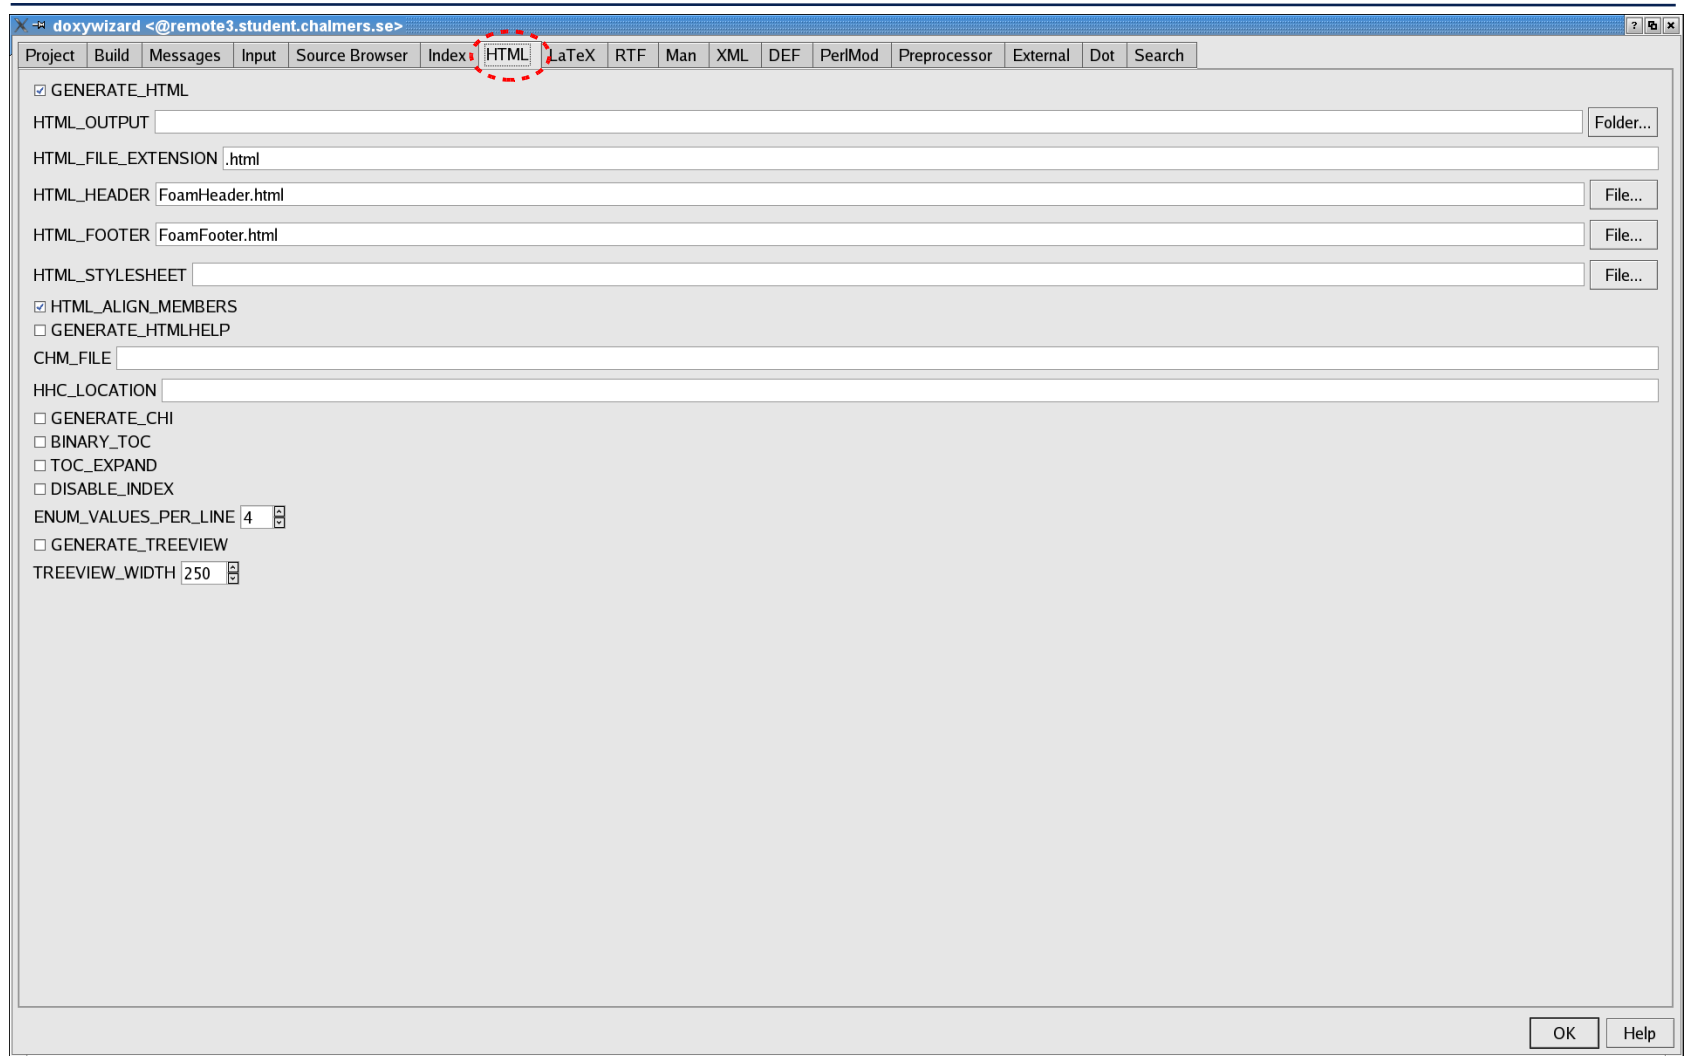 doxywizard <@remote3.student.chalmers.se>
Project Build Messages Input Source Browser Index HTML LaTeX RTF Man XML DEF PerlMod Preprocessor External Dot Search
GENERATE_HTML
HTML_OUTPUT Folder...
HTML_FILE_EXTENSION .html
HTML_HEADER FoamHeader.html File...
HTML_FOOTER FoamFooter.html File...
HTML_STYLESHEET File...
HTML_ALIGN_MEMBERS
GENERATE_HTMLHELP
CHM_FILE
HHC_LOCATION
GENERATE_CHI
BINARY_TOC
TOC_EXPAND
DISABLE_INDEX
ENUM_VALUES_PER_LINE 4
GENERATE_TREEVIEW
TREEVIEW_WIDTH 250
OK Help